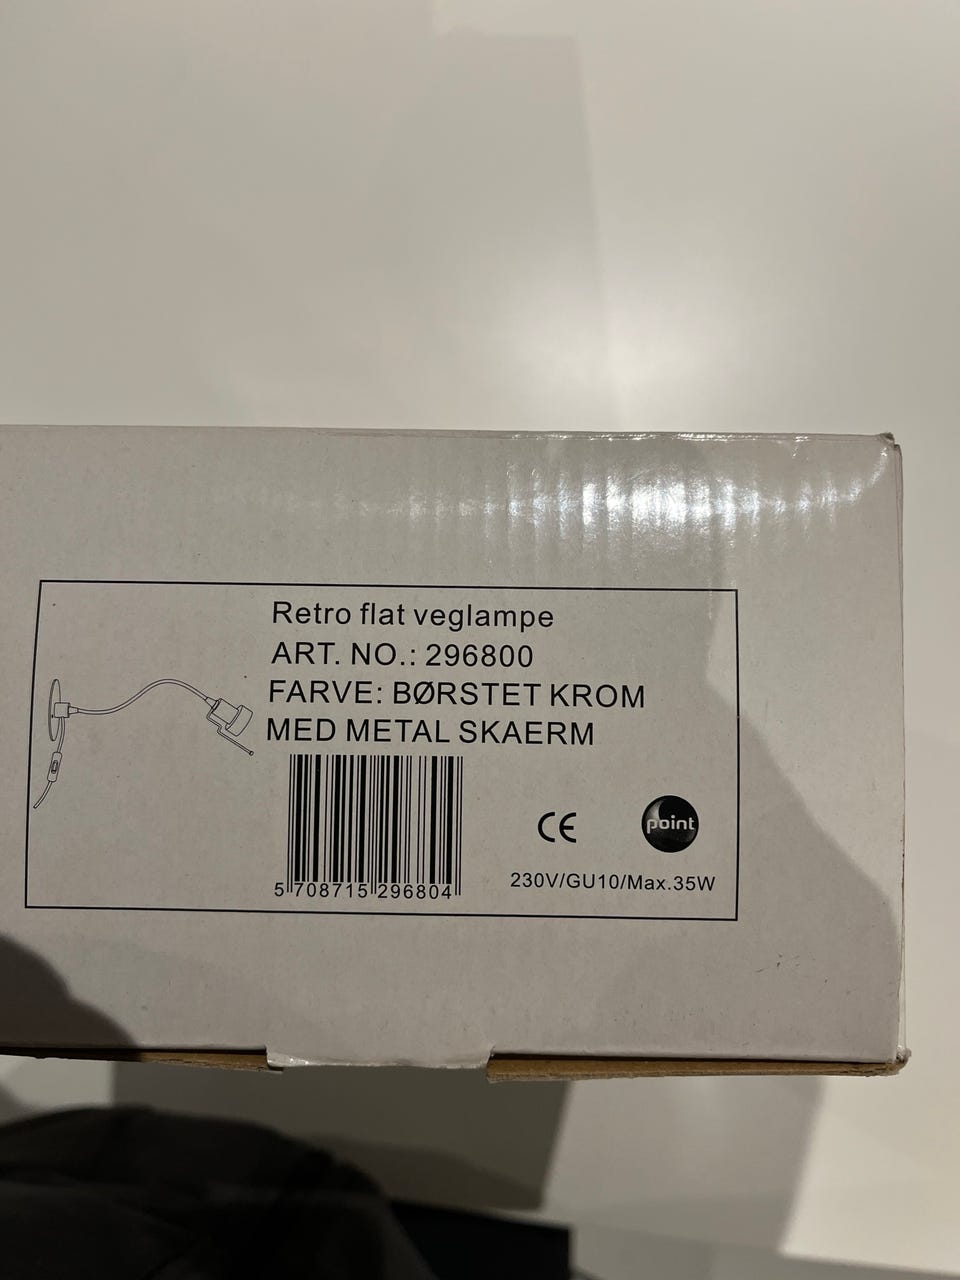 Retro flat veglampe
ART. NO.: 296800
FARVE: BØRSTET KROM
MED METAL SKAERM
5 708715 296804
CE
point
230V/GU10/Max.35W